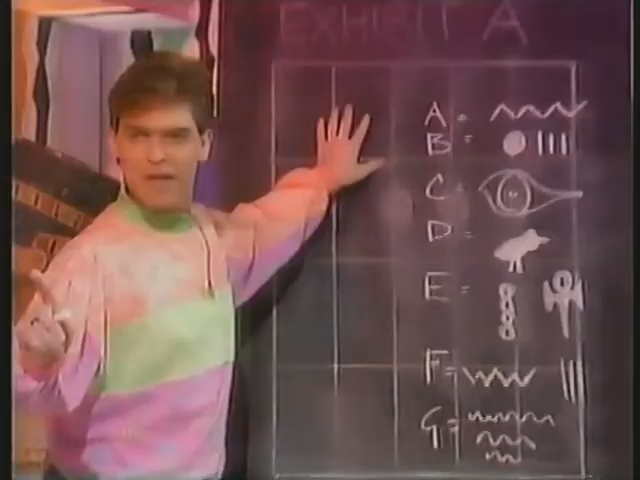 EXHIBIT A
A =
B =
C =
D =
E =
F =
G =